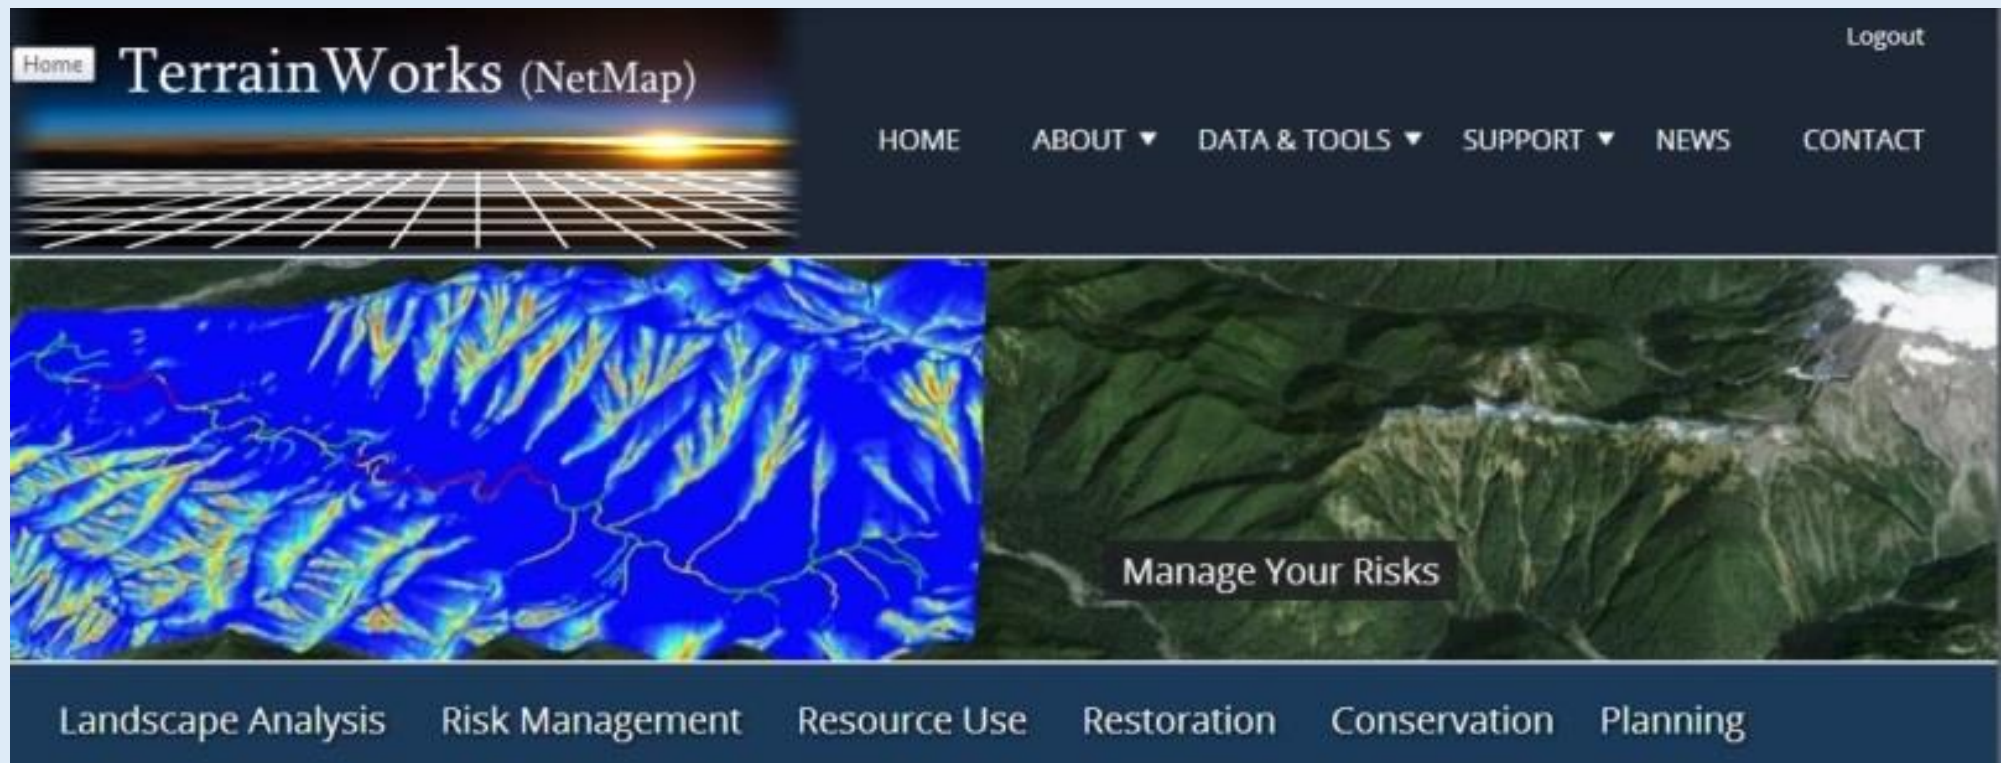 Logout
Home
TerrainWorks (NetMap)
HOME ABOUT DATA & TOOLS SUPPORT NEWS CONTACT
Manage Your Risks
Landscape Analysis Risk Management Resource Use Restoration Conservation Planning